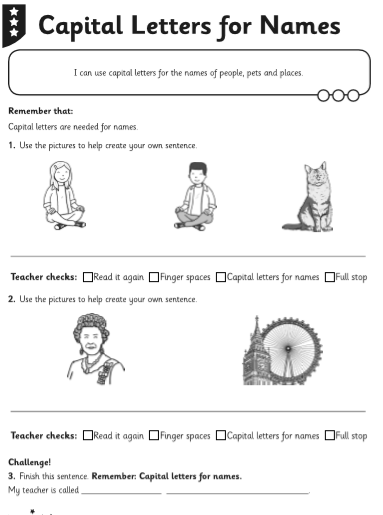 Capital Letters for Names
I can use capital letters for the names of people, pets and places.
Remember that:
Capital letters are needed for names.
1. Use the pictures to help create your own sentence.
Teacher checks: Read it again Finger spaces Capital letters for names Full stop
2. Use the pictures to help create your own sentence.
Teacher checks: Read it again Finger spaces Capital letters for names Full stop
Challenge!
3. Finish this sentence. Remember: Capital letters for names.
My teacher is called ______________ ________________________.